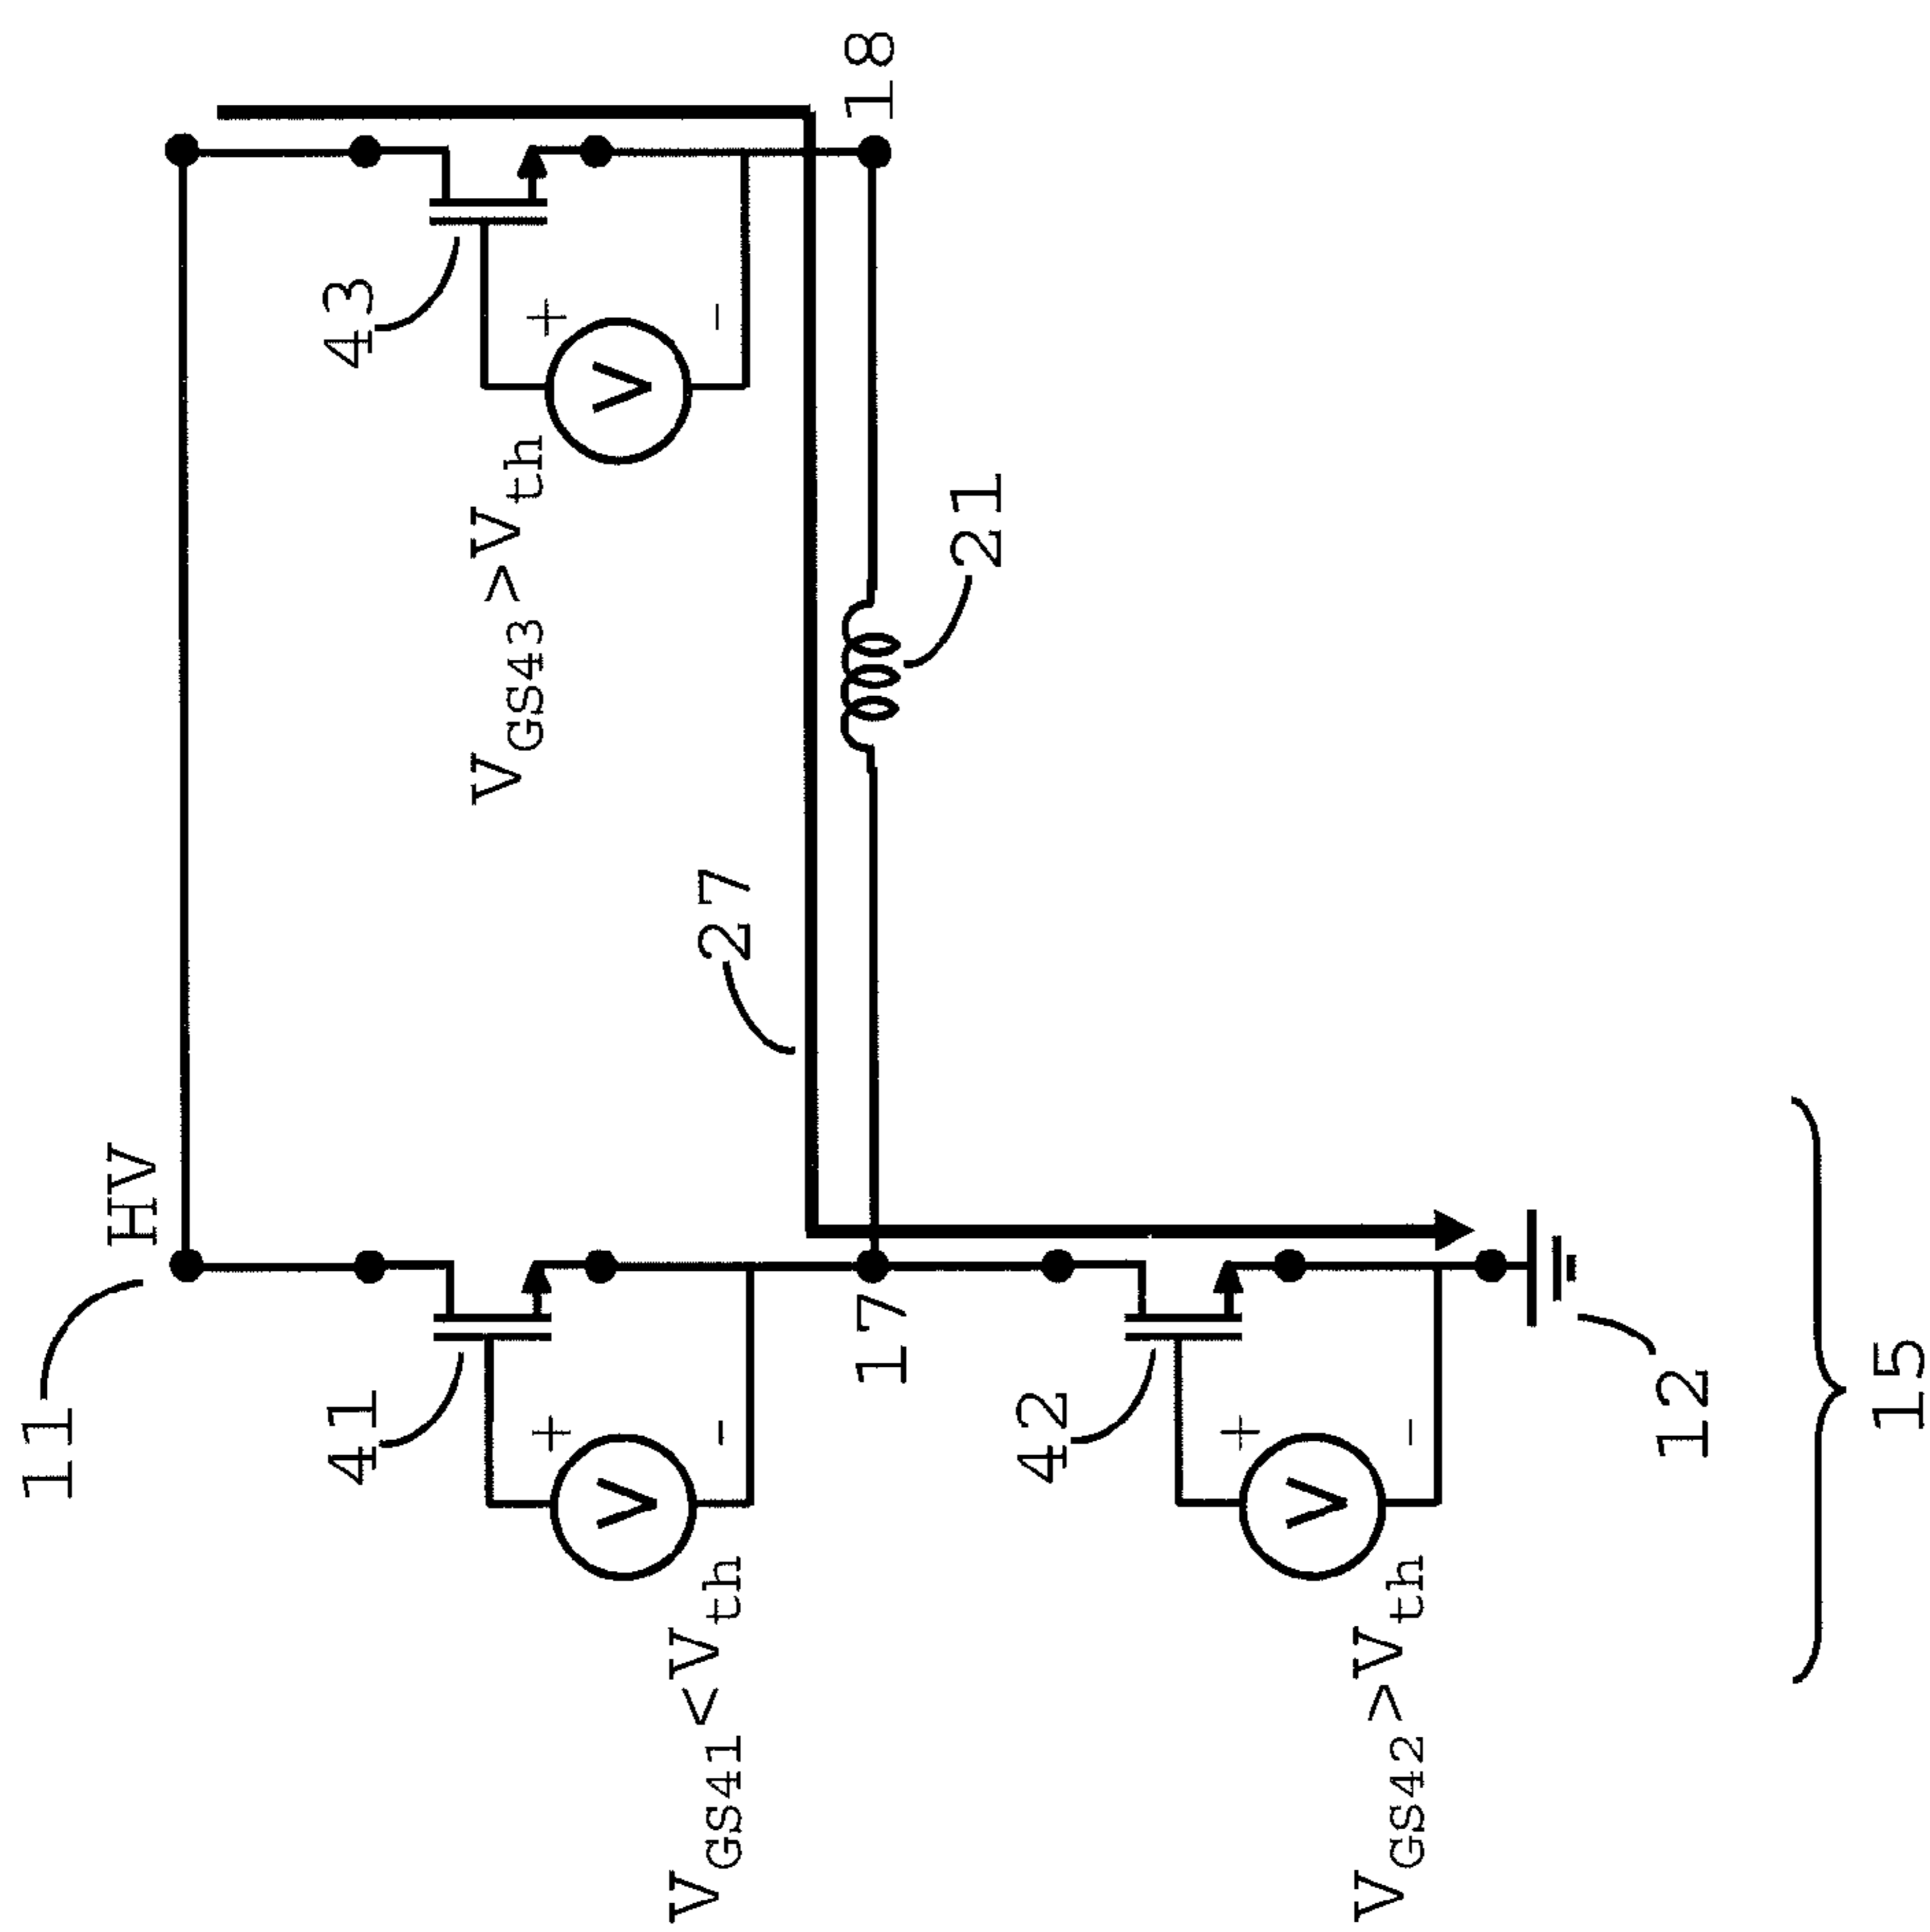 11
HV
41
+
V
-
V_GS41<V_th
43
+
V
-
V_GS43>V_th
27
17
18
21
42
+
V
-
V_GS42>V_th
12
15